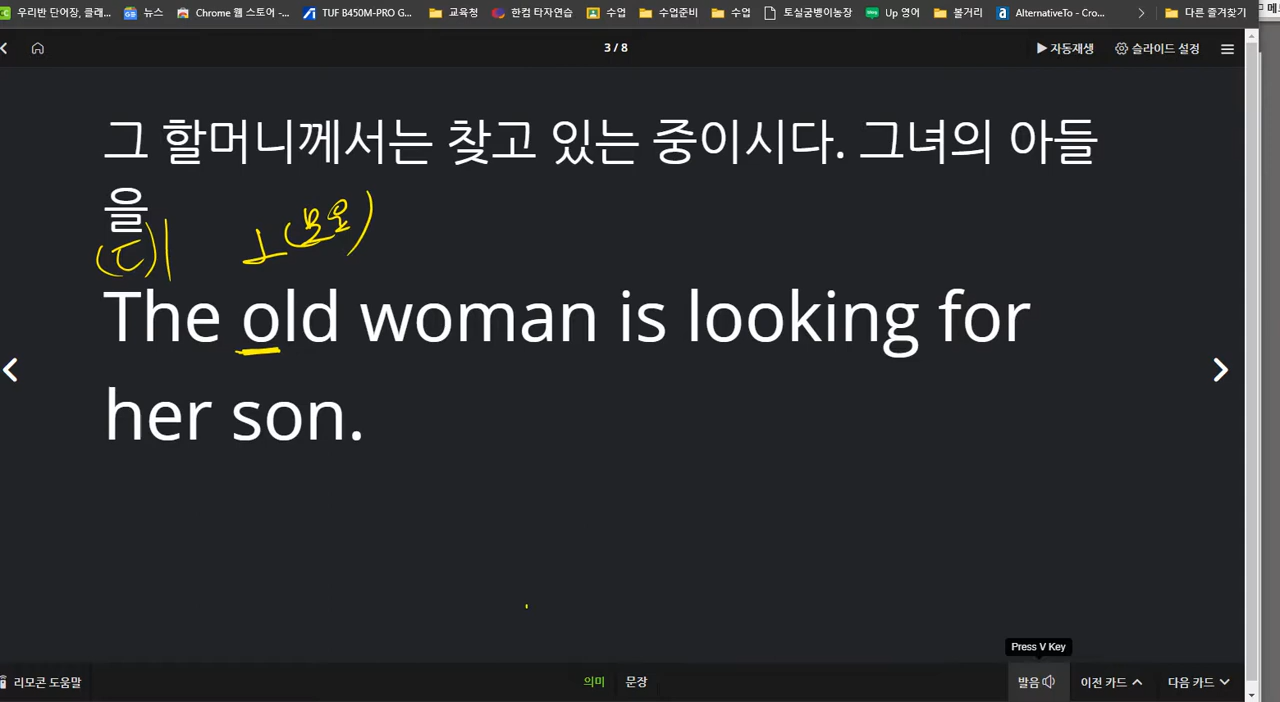 우리반 단어장, 클래... 뉴스 Chrome 웹 스토어 -... TUF B450M-PRO G... 교육청 한컴 타자연습 수업 수업준비 수업 토실궁뱅이농장 Up 영어 볼거리 AlternativeTo - Cro... 다른 즐겨찾기
3 / 8 자동재생 슬라이드 설정
그 할머니께서는 찾고 있는 중이시다. 그녀의 아들
을
(ㄷ)ㅣ ㅗ(모음)
The old woman is looking for
her son.
Press V Key
리모콘 도움말 의미 문장 발음 이전 카드 다음 카드